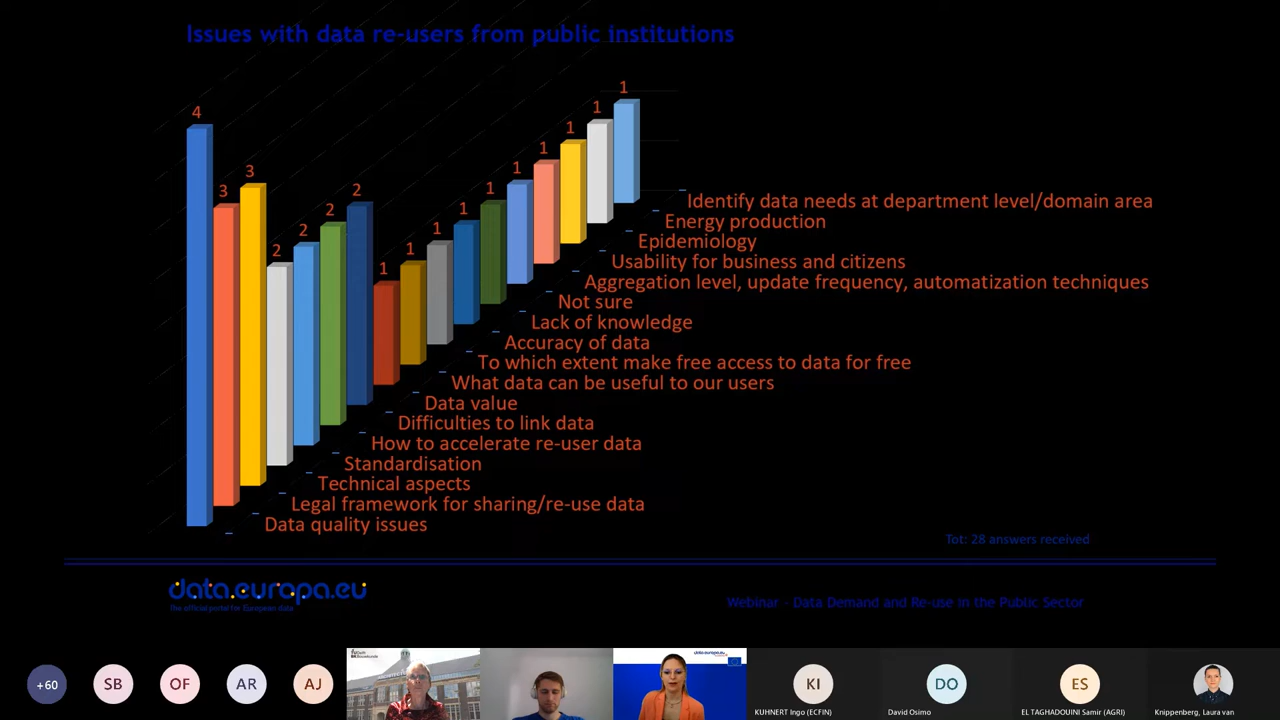 Issues with data re-users from public institutions
4
3
3
2
2
2
2
1
1
1
1
1
1
1
1
1
1
Identify data needs at department level/domain area
Energy production
Epidemiology
Usability for business and citizens
Aggregation level, update frequency, automatization techniques
Not sure
Lack of knowledge
Accuracy of data
To which extent make free access to data for free
What data can be useful to our users
Data value
Difficulties to link data
How to accelerate re-user data
Standardisation
Technical aspects
Legal framework for sharing/re-use data
Data quality issues
Tot: 28 answers received
data.europa.eu
The official portal for European data
Webinar - Data Demand and Re-use in the Public Sector
+60
SB
OF
AR
AJ
data.europa.eu
KI
DO
ES
KUHNERT Ingo (ECFIN)
David Osimo
EL TAGHADOUINI Samir (AGRI)
Knippenberg, Laura van